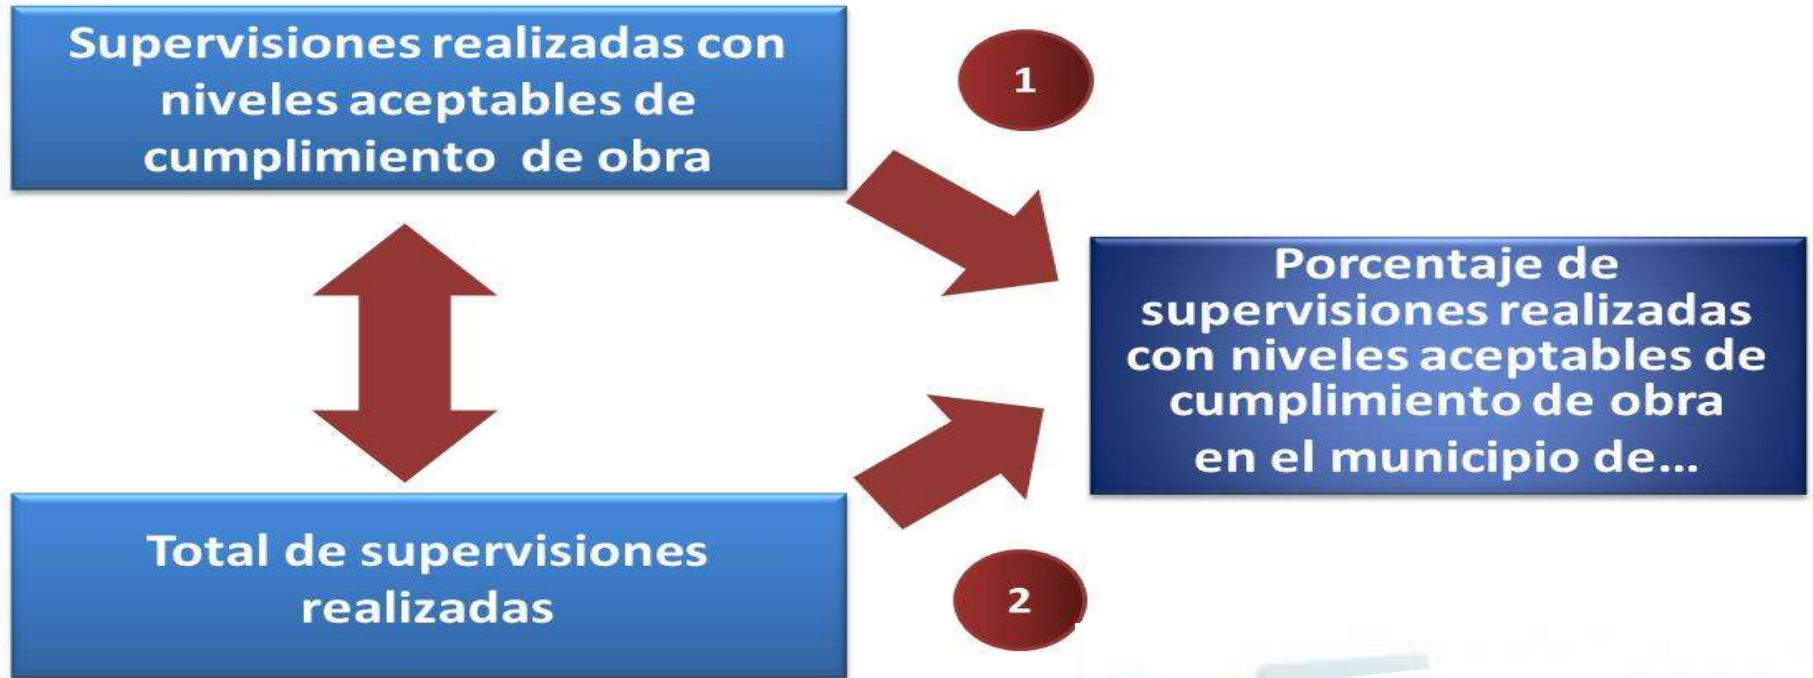 Supervisiones realizadas con
niveles aceptables de
cumplimiento de obra
1
Porcentaje de
supervisiones realizadas
con niveles aceptables de
cumplimiento de obra
en el municipio de...
Total de supervisiones
realizadas
2